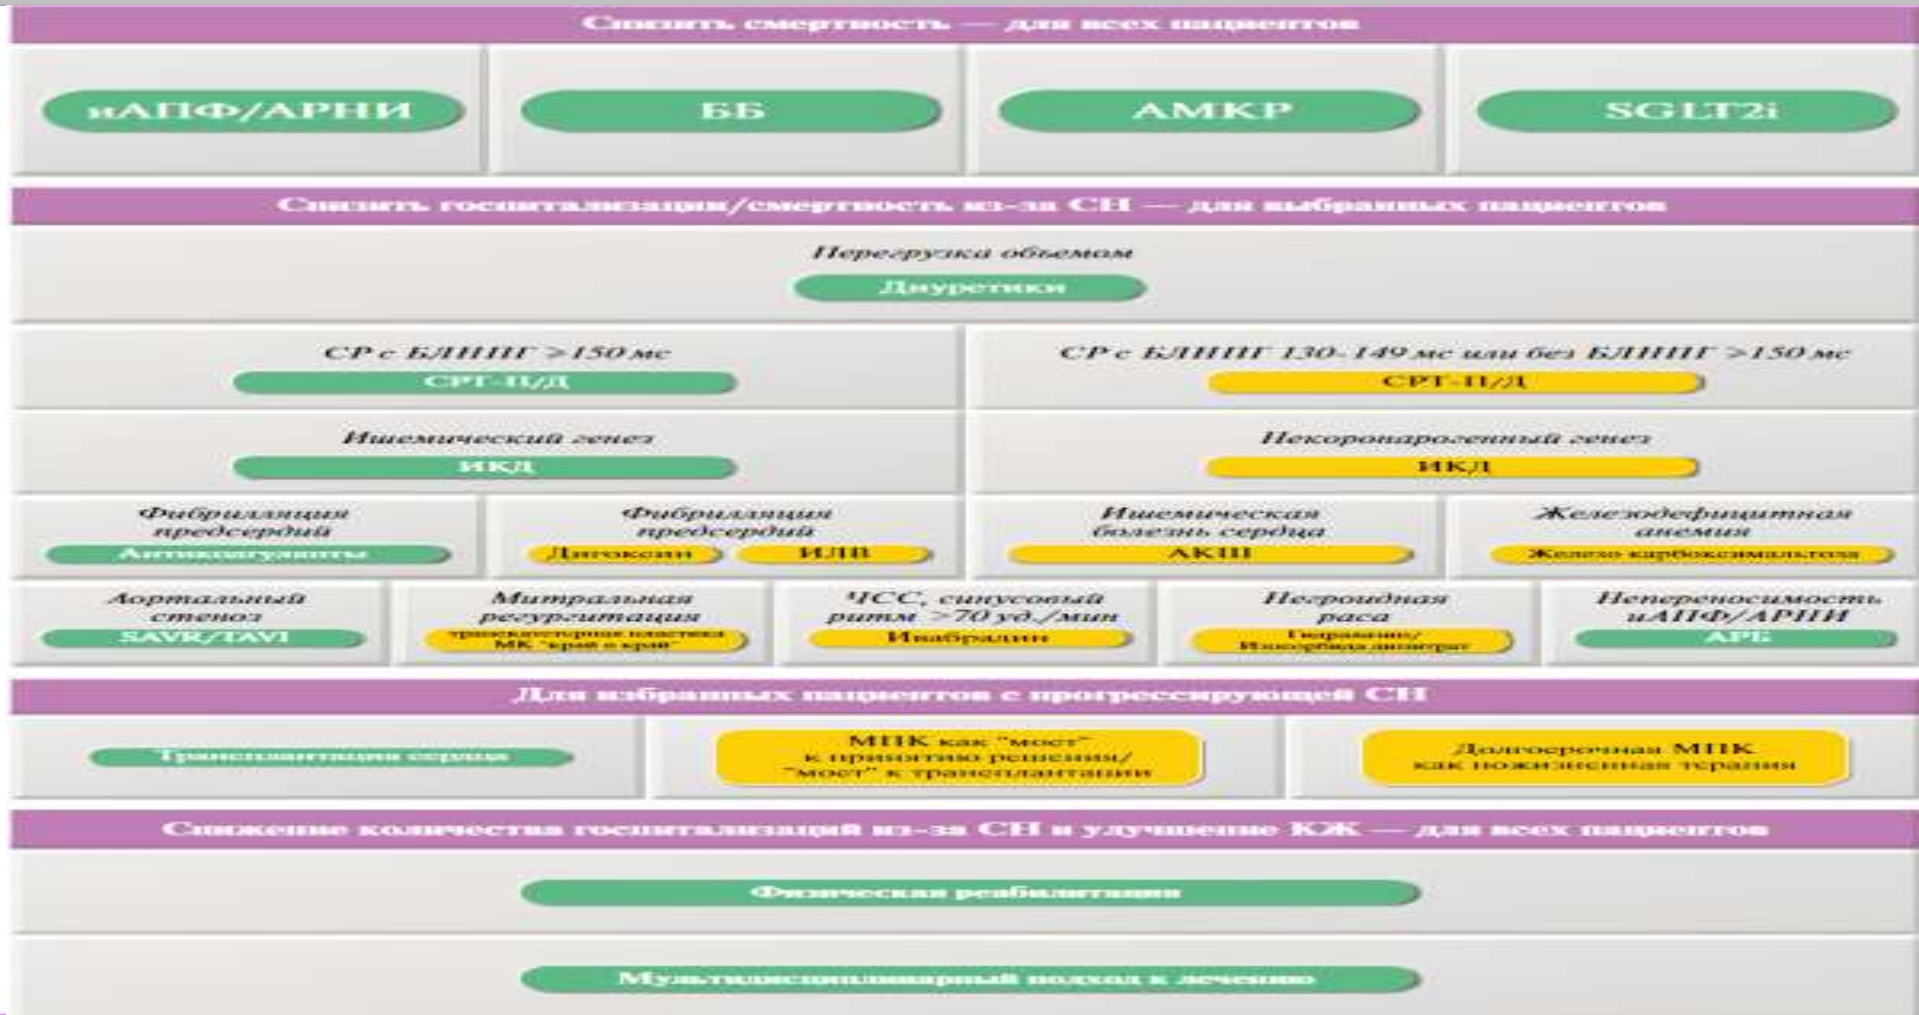 Снизить смертность — для всех пациентов
иАПФ/АРНИ
ББ
АМКР
SGLT2i
Снизить госпитализации/смертность из-за СН — для выбранных пациентов
Перегрузка объемом
Диуретики
СР с БЛНПГ >150 мс
СРТ-П/Д
СР с БЛНПГ 130-149 мс или без БЛНПГ >150 мс
СРТ-П/Д
Ишемический генез
ИКД
Некоронарогенный генез
ИКД
Фибрилляция
предсердий
Антикоагулянты
Фибрилляция
предсердий
Дигоксин
ИЛВ
Ишемическая
болезнь сердца
АКШ
Железодефицитная
анемия
Железо карбоксимальтоза
Аортальный
стеноз
SAVR/TAVI
Митральная
регургитация
транскатетерная пластика
МК "край в край"
ЧСС, синусовый
ритм >70 уд./мин
Ивабрадин
Негроидная
раса
Гидралазин/
Изосорбида динитрат
Непереносимость
иАПФ/АРНИ
АРБ
Для избранных пациентов с прогрессирующей СН
Трансплантация сердца
МПК как "мост"
к принятию решения/
"мост" к трансплантации
Долгосрочная МПК
как пожизненная терапия
Снижение количества госпитализаций из-за СН и улучшение КЖ — для всех пациентов
Физическая реабилитация
Мультидисциплинарный подход к лечению